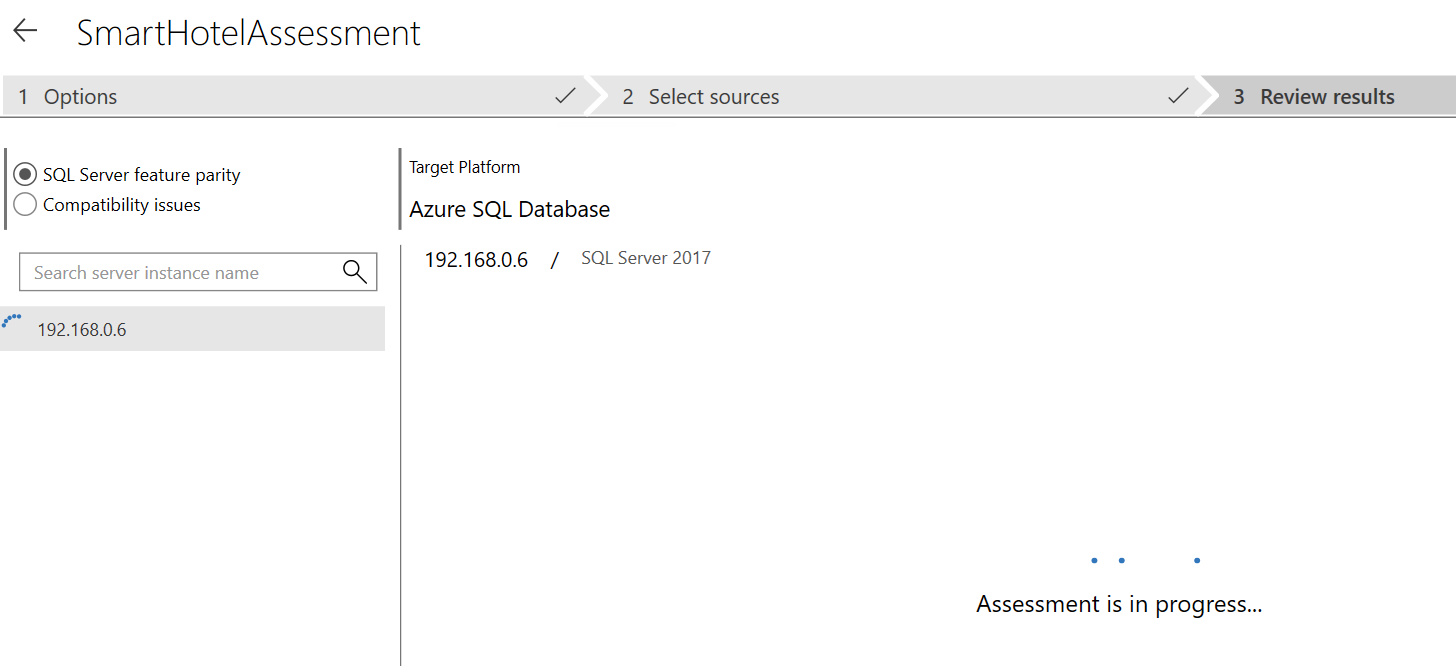 SmartHotelAssessment
1 Options
2 Select sources
3 Review results
SQL Server feature parity
Compatibility issues
Search server instance name
192.168.0.6
Target Platform
Azure SQL Database
192.168.0.6 / SQL Server 2017
Assessment is in progress...